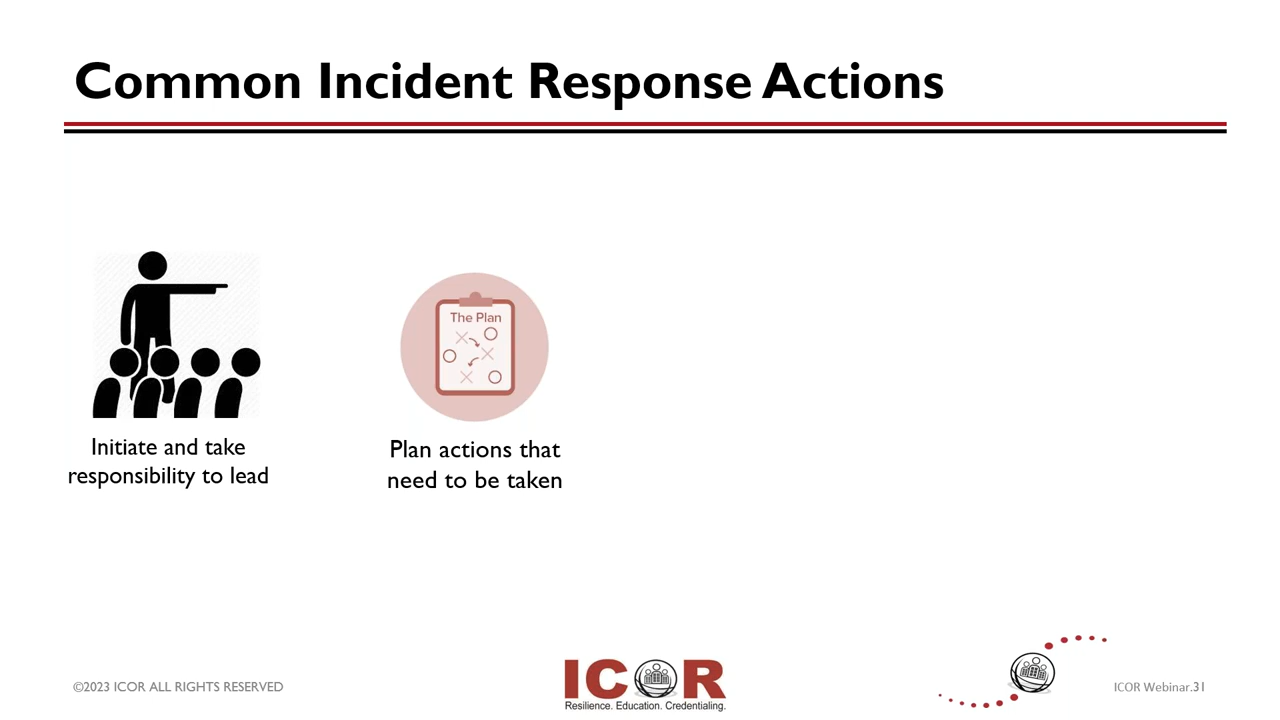 Common Incident Response Actions
The Plan
Initiate and take
responsibility to lead
Plan actions that
need to be taken
©2023 ICOR ALL RIGHTS RESERVED
ICOR
Resilience. Education. Credentialing.
ICOR Webinar.31